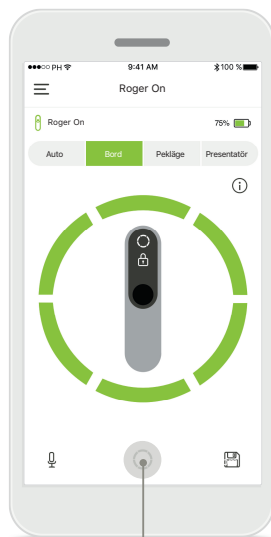 PH 9:41 AM 100 %
Roger On
Roger On 75%
Auto Bord Pekläge Presentatör